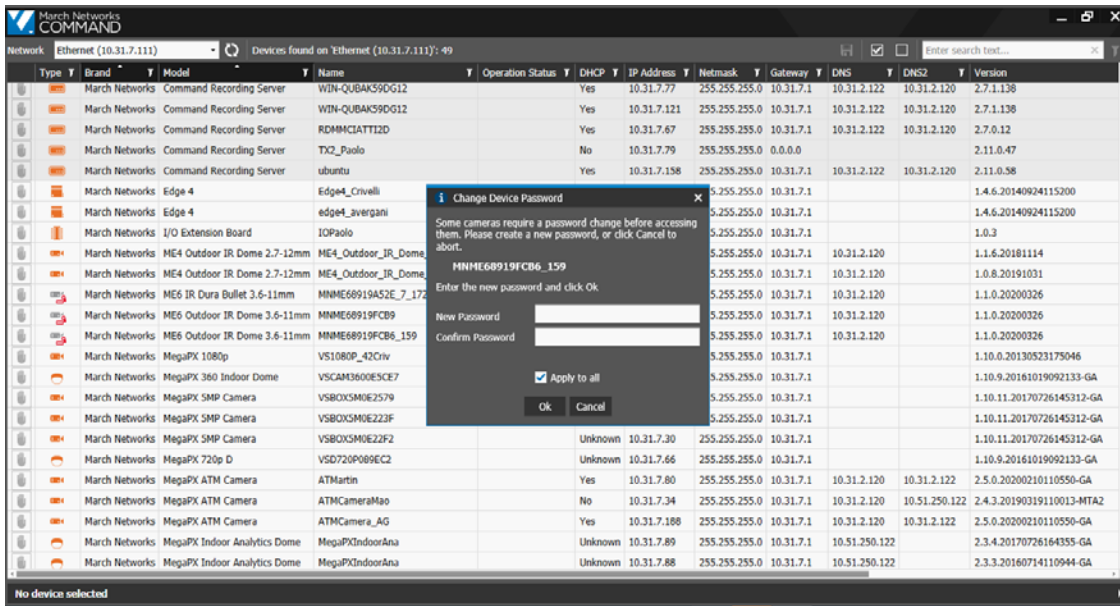 March Networks
COMMAND
Network Ethernet (10.31.7.111) Devices found on 'Ethernet (10.31.7.111)': 49 Enter search text...
Type Brand Model Name Operation Status DHCP IP Address Netmask Gateway DNS DNS2 Version
March Networks Command Recording Server WIN-QUBAK59DG12 Yes 10.31.7.77 255.255.255.0 10.31.7.1 10.31.2.122 10.31.2.120 2.7.1.138
March Networks Command Recording Server WIN-QUBAK59DG12 Yes 10.31.7.121 255.255.255.0 10.31.7.1 10.31.2.122 10.31.2.120 2.7.1.138
March Networks Command Recording Server RDMMCIATTI2D Yes 10.31.7.67 255.255.255.0 10.31.7.1 10.31.2.122 10.31.2.120 2.7.0.12
March Networks Command Recording Server TX2_Paolo No 10.31.7.79 255.255.255.0 0.0.0.0 2.11.0.47
March Networks Command Recording Server ubuntu Yes 10.31.7.158 255.255.255.0 10.31.7.1 10.31.2.122 10.31.2.120 2.11.0.58
March Networks Edge 4 Edge4_Crivelli 5.255.255.0 10.31.7.1 1.4.6.20140924115200
March Networks Edge 4 edge4_avergani 5.255.255.0 10.31.7.1 1.4.6.20140924115200
March Networks I/O Extension Board IOPaolo 5.255.255.0 10.31.7.1 1.0.3
March Networks ME4 Outdoor IR Dome 2.7-12mm ME4_Outdoor_IR_Dome_ 5.255.255.0 10.31.7.1 10.31.2.120 1.1.6.20181114
March Networks ME4 Outdoor IR Dome 2.7-12mm ME4_Outdoor_IR_Dome_ 5.255.255.0 10.31.7.1 10.31.2.120 1.0.8.20191031
March Networks ME6 IR Dura Bullet 3.6-11mm MNME68919A52E_7_172 5.255.255.0 10.31.7.1 10.31.2.120 1.1.0.20200326
March Networks ME6 Outdoor IR Dome 3.6-11mm MNME68919FCB9 5.255.255.0 10.31.7.1 10.31.2.120 1.1.0.20200326
March Networks ME6 Outdoor IR Dome 3.6-11mm MNME68919FCB6_159 5.255.255.0 10.31.7.1 10.31.2.120 1.1.0.20200326
March Networks MegaPX 1080p VS1080P_42Criv 5.255.255.0 10.31.7.1 1.10.0.20130523175046
March Networks MegaPX 360 Indoor Dome VSCAM3600E5CE7 5.255.255.0 10.31.7.1 1.10.9.20161019092133-GA
March Networks MegaPX 5MP Camera VSBOX5M0E2579 5.255.255.0 10.31.7.1 1.10.11.20170726145312-GA
March Networks MegaPX 5MP Camera VSBOX5M0E223F 5.255.255.0 10.31.7.1 1.10.11.20170726145312-GA
March Networks MegaPX 5MP Camera VSBOX5M0E22F2 Unknown 10.31.7.30 255.255.255.0 10.31.7.1 1.10.11.20170726145312-GA
March Networks MegaPX 720p D VSD720P089EC2 Unknown 10.31.7.66 255.255.255.0 10.31.7.1 1.10.9.20161019092133-GA
March Networks MegaPX ATM Camera ATMartin Yes 10.31.7.80 255.255.255.0 10.31.7.1 10.31.2.120 10.31.2.122 2.5.0.20200210110550-GA
March Networks MegaPX ATM Camera ATMCameraMao No 10.31.7.34 255.255.255.0 10.31.7.1 10.31.2.120 10.51.250.122 2.4.3.20190319110013-MTA2
March Networks MegaPX ATM Camera ATMCamera_AG Yes 10.31.7.188 255.255.255.0 10.31.7.1 10.31.2.120 10.31.2.122 2.5.0.20200210110550-GA
March Networks MegaPX Indoor Analytics Dome MegaPXIndoorAna Unknown 10.31.7.89 255.255.255.0 10.31.7.1 10.51.250.122 2.3.4.20170726164355-GA
March Networks MegaPX Indoor Analytics Dome MegaPXIndoorAna Unknown 10.31.7.88 255.255.255.0 10.31.7.1 10.51.250.122 2.3.3.20160714110944-GA
Change Device Password
Some cameras require a password change before accessing
them. Please create a new password, or click Cancel to
abort.
MNME68919FCB6_159
Enter the new password and click Ok
New Password
Confirm Password
Apply to all
Ok Cancel
No device selected